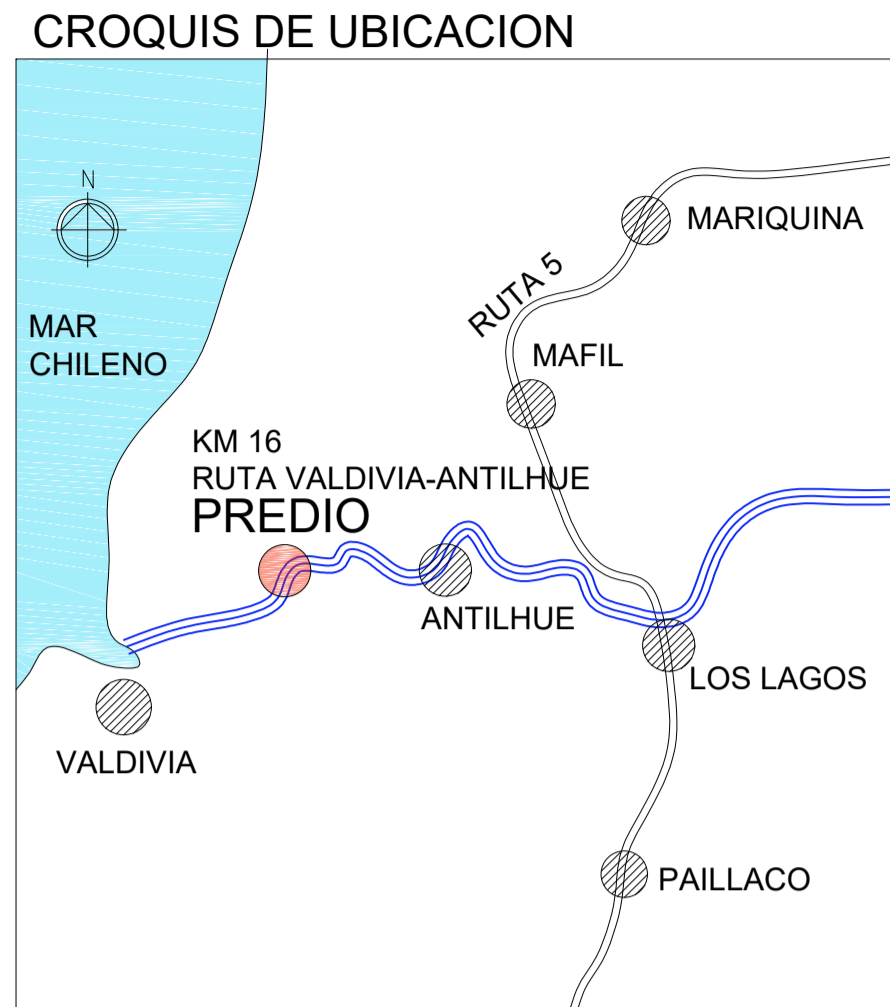 CROQUIS DE UBICACION
N
MARIQUINA
RUTA 5
MAR
CHILENO
MAFIL
KM 16
RUTA VALDIVIA-ANTILHUE
PREDIO
ANTILHUE
LOS LAGOS
VALDIVIA
PAILLACO